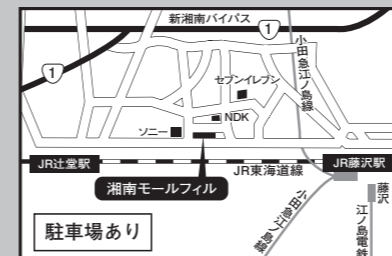 新湘南バイパス
1
1
小田急江ノ島線
セブンイレブン
NDK
ソニー
JR辻堂駅
JR東海道線
JR藤沢駅
湘南モールフィル
小田急江ノ島線
藤沢
江ノ島電鉄
駐車場あり